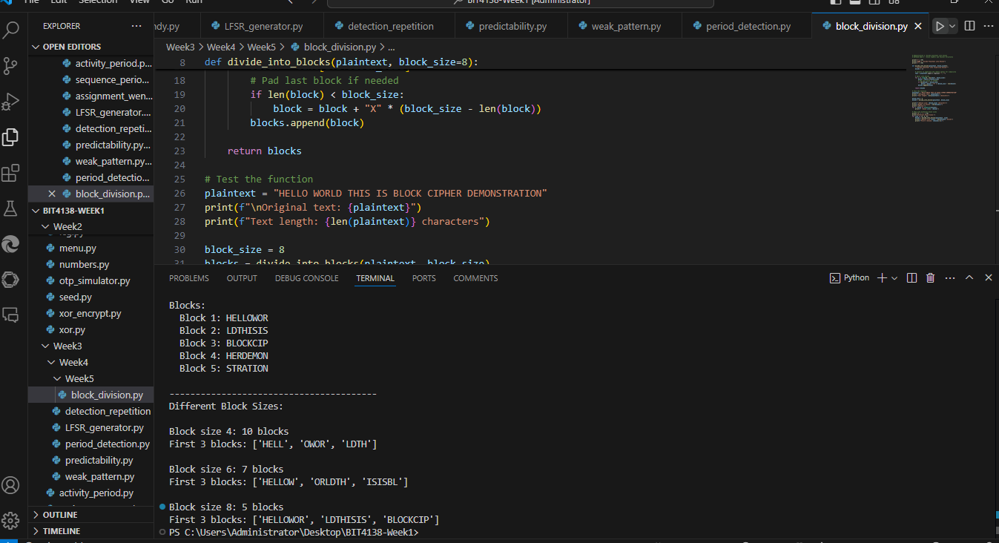 File Edit Selection View Go Run
BIT4138-Week1 [Administrator]
EXPLORER
ndy.py LFSR_generator.py detection_repetition predictability.py weak_pattern.py period_detection.py block_division.py
OPEN EDITORS
activity_period.p...
sequence_perio...
assignment_wen...
LFSR_generator....
detection_repeti...
predictability.py...
weak_pattern.py...
period_detectio...
block_division.p...
BIT4138-WEEK1
Week2
menu.py
numbers.py
otp_simulator.py
seed.py
xor_encrypt.py
xor.py
Week3
Week4
Week5
block_division.py
detection_repetition
LFSR_generator.py
period_detection.py
predictability.py
weak_pattern.py
activity_period.py
OUTLINE
TIMELINE
Week3 > Week4 > Week5 > block_division.py > ...
8 def divide_into_blocks(plaintext, block_size=8):
18 # Pad last block if needed
19 if len(block) < block_size:
20 block = block + "X" * (block_size - len(block))
21 blocks.append(block)
22
23 return blocks
24
25 # Test the function
26 plaintext = "HELLO WORLD THIS IS BLOCK CIPHER DEMONSTRATION"
27 print(f"\nOriginal text: {plaintext}")
28 print(f"Text length: {len(plaintext)} characters")
29
30 block_size = 8
31 blocks = divide_into_blocks(plaintext, block_size)
PROBLEMS OUTPUT DEBUG CONSOLE TERMINAL PORTS COMMENTS
Python
Blocks:
Block 1: HELLOWOR
Block 2: LDTHISIS
Block 3: BLOCKCIP
Block 4: HERDEMON
Block 5: STRATION
----------------------------------------
Different Block Sizes:
Block size 4: 10 blocks
First 3 blocks: ['HELL', 'OWOR', 'LDTH']
Block size 6: 7 blocks
First 3 blocks: ['HELLOW', 'ORLDTH', 'ISISBL']
Block size 8: 5 blocks
First 3 blocks: ['HELLOWOR', 'LDTHISIS', 'BLOCKCIP']
PS C:\Users\Administrator\Desktop\BIT4138-Week1>